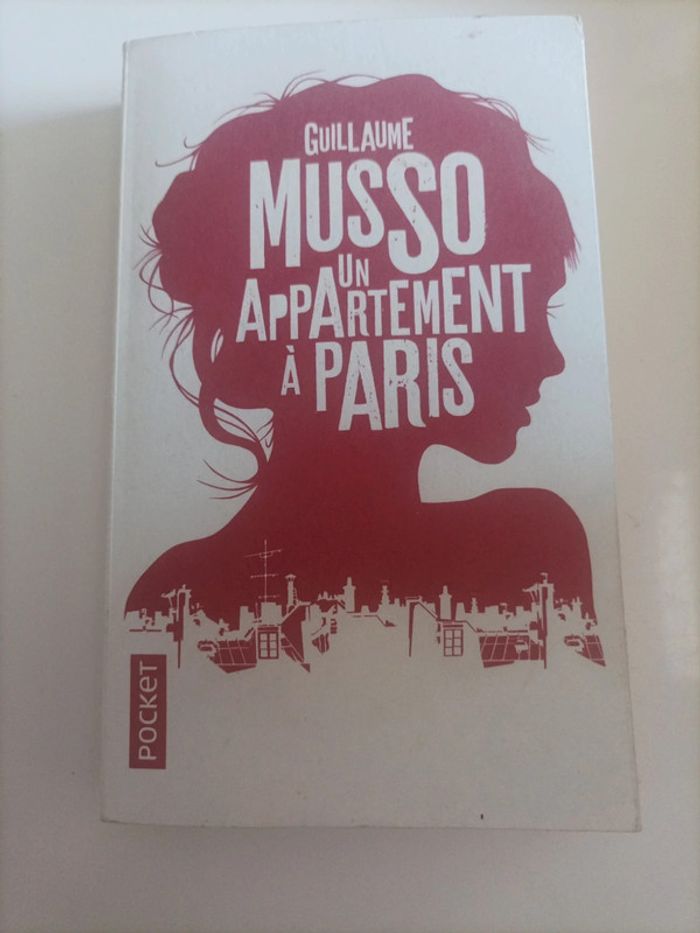 GUILLAUME
MUSSO
UN
APPARTEMENT
À PARIS
POCKET